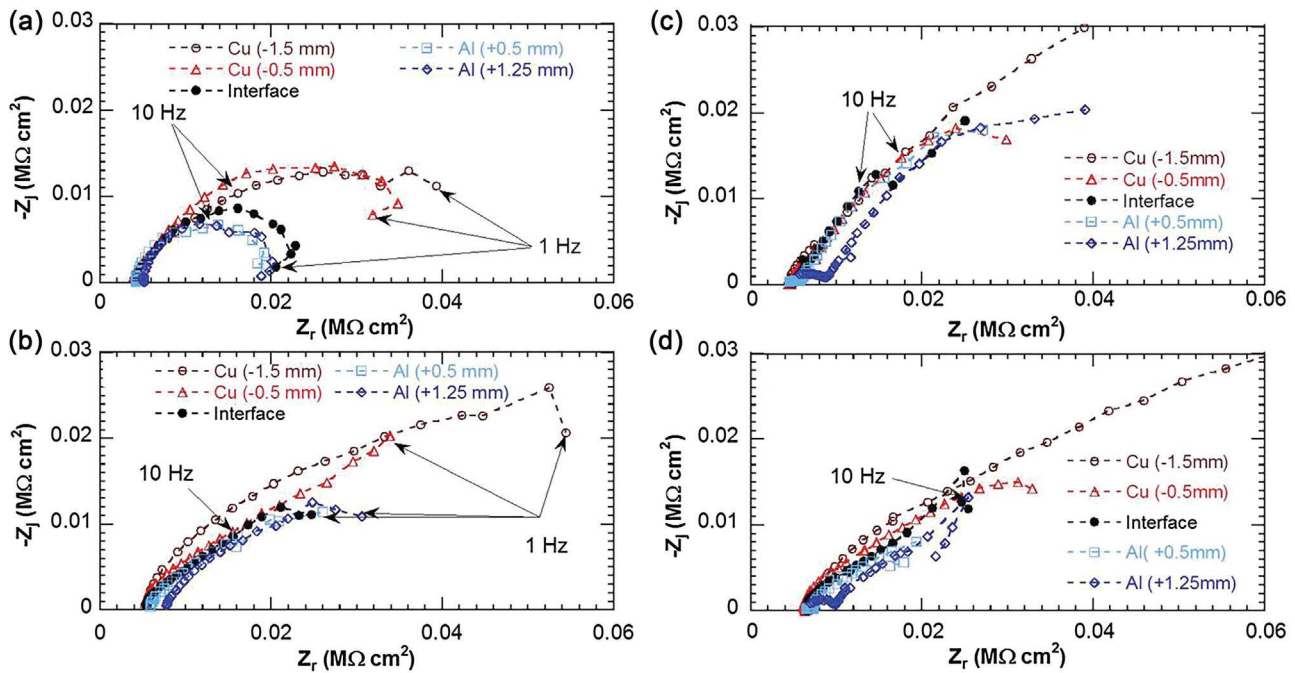 (a)
0.03
0.02
0.01
0
-Zj (MΩ cm2)
Cu (-1.5 mm)
Al (+0.5 mm)
Cu (-0.5 mm)
Al (+1.25 mm)
Interface
10 Hz
1 Hz
0 0.02 0.04 0.06
Zr (MΩ cm2)
(b)
0.03
0.02
0.01
0
-Zj (MΩ cm2)
Cu (-1.5 mm)
Al (+0.5 mm)
Cu (-0.5 mm)
Al (+1.25 mm)
Interface
10 Hz
1 Hz
0 0.02 0.04 0.06
Zr (MΩ cm2)
(c)
0.03
0.02
0.01
0
-Zj (MΩ cm2)
10 Hz
Cu (-1.5mm)
Cu (-0.5mm)
Interface
Al (+0.5mm)
Al (+1.25mm)
0 0.02 0.04 0.06
Zr (MΩ cm2)
(d)
0.03
0.02
0.01
0
-Zj (MΩ cm2)
10 Hz
Cu (-1.5mm)
Cu (-0.5mm)
Interface
Al( +0.5mm)
Al (+1.25mm)
0 0.02 0.04 0.06
Zr (MΩ cm2)